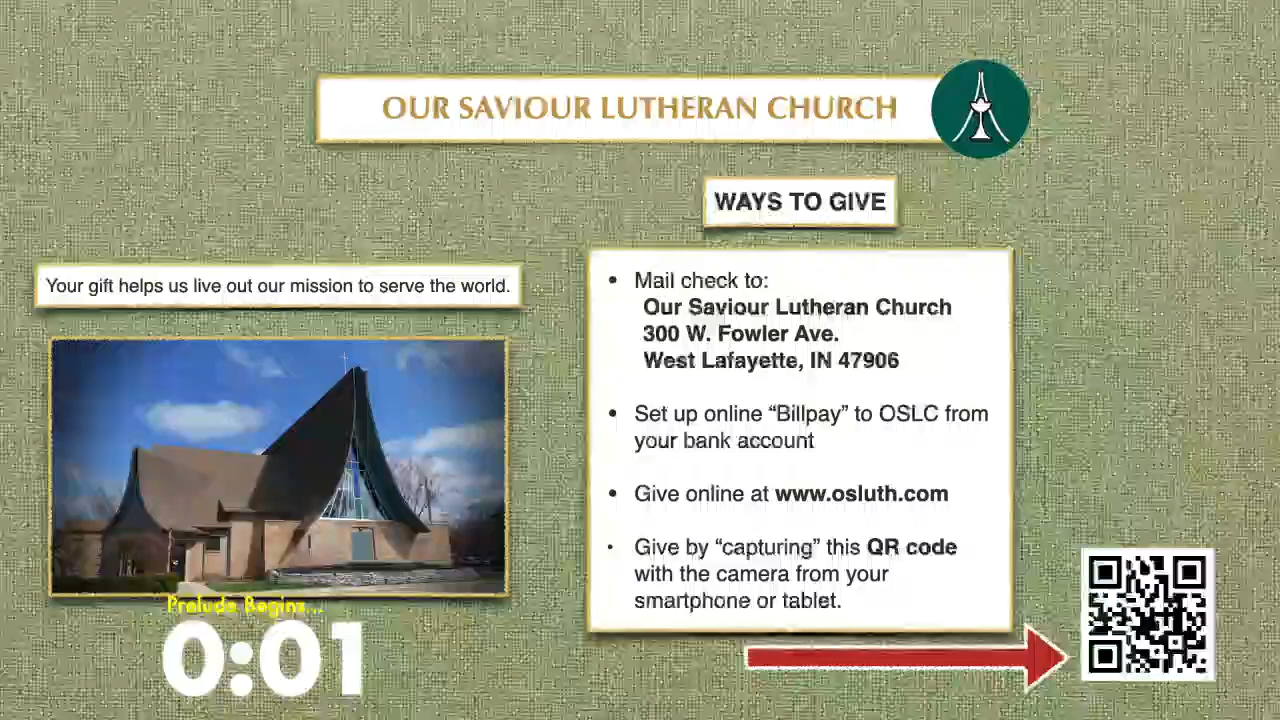 OUR SAVIOUR LUTHERAN CHURCH
WAYS TO GIVE
Your gift helps us live out our mission to serve the world.
• Mail check to:
Our Saviour Lutheran Church
300 W. Fowler Ave.
West Lafayette, IN 47906
• Set up online “Billpay” to OSLC from
your bank account
• Give online at www.osluth.com
• Give by “capturing” this QR code
with the camera from your
smartphone or tablet.
Prelude Begins...
0:01